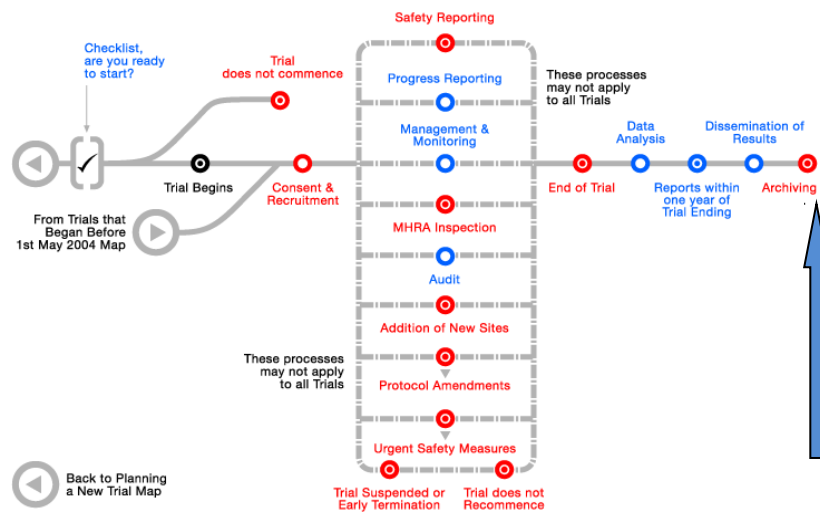 Safety Reporting
Checklist,
are you ready
to start?
Trial
does not commence
Progress Reporting
These processes
may not apply
to all Trials
Management &
Monitoring
Data
Analysis
Dissemination of
Results
Trial Begins
Consent &
Recruitment
End of Trial
Reports within
one year of
Trial Ending
Archiving
From Trials that
Began Before
1st May 2004 Map
MHRA Inspection
Audit
Addition of New Sites
These processes
may not apply
to all Trials
Protocol Amendments
Urgent Safety Measures
Back to Planning
a New Trial Map
Trial Suspended or
Early Termination
Trial does not
Recommence